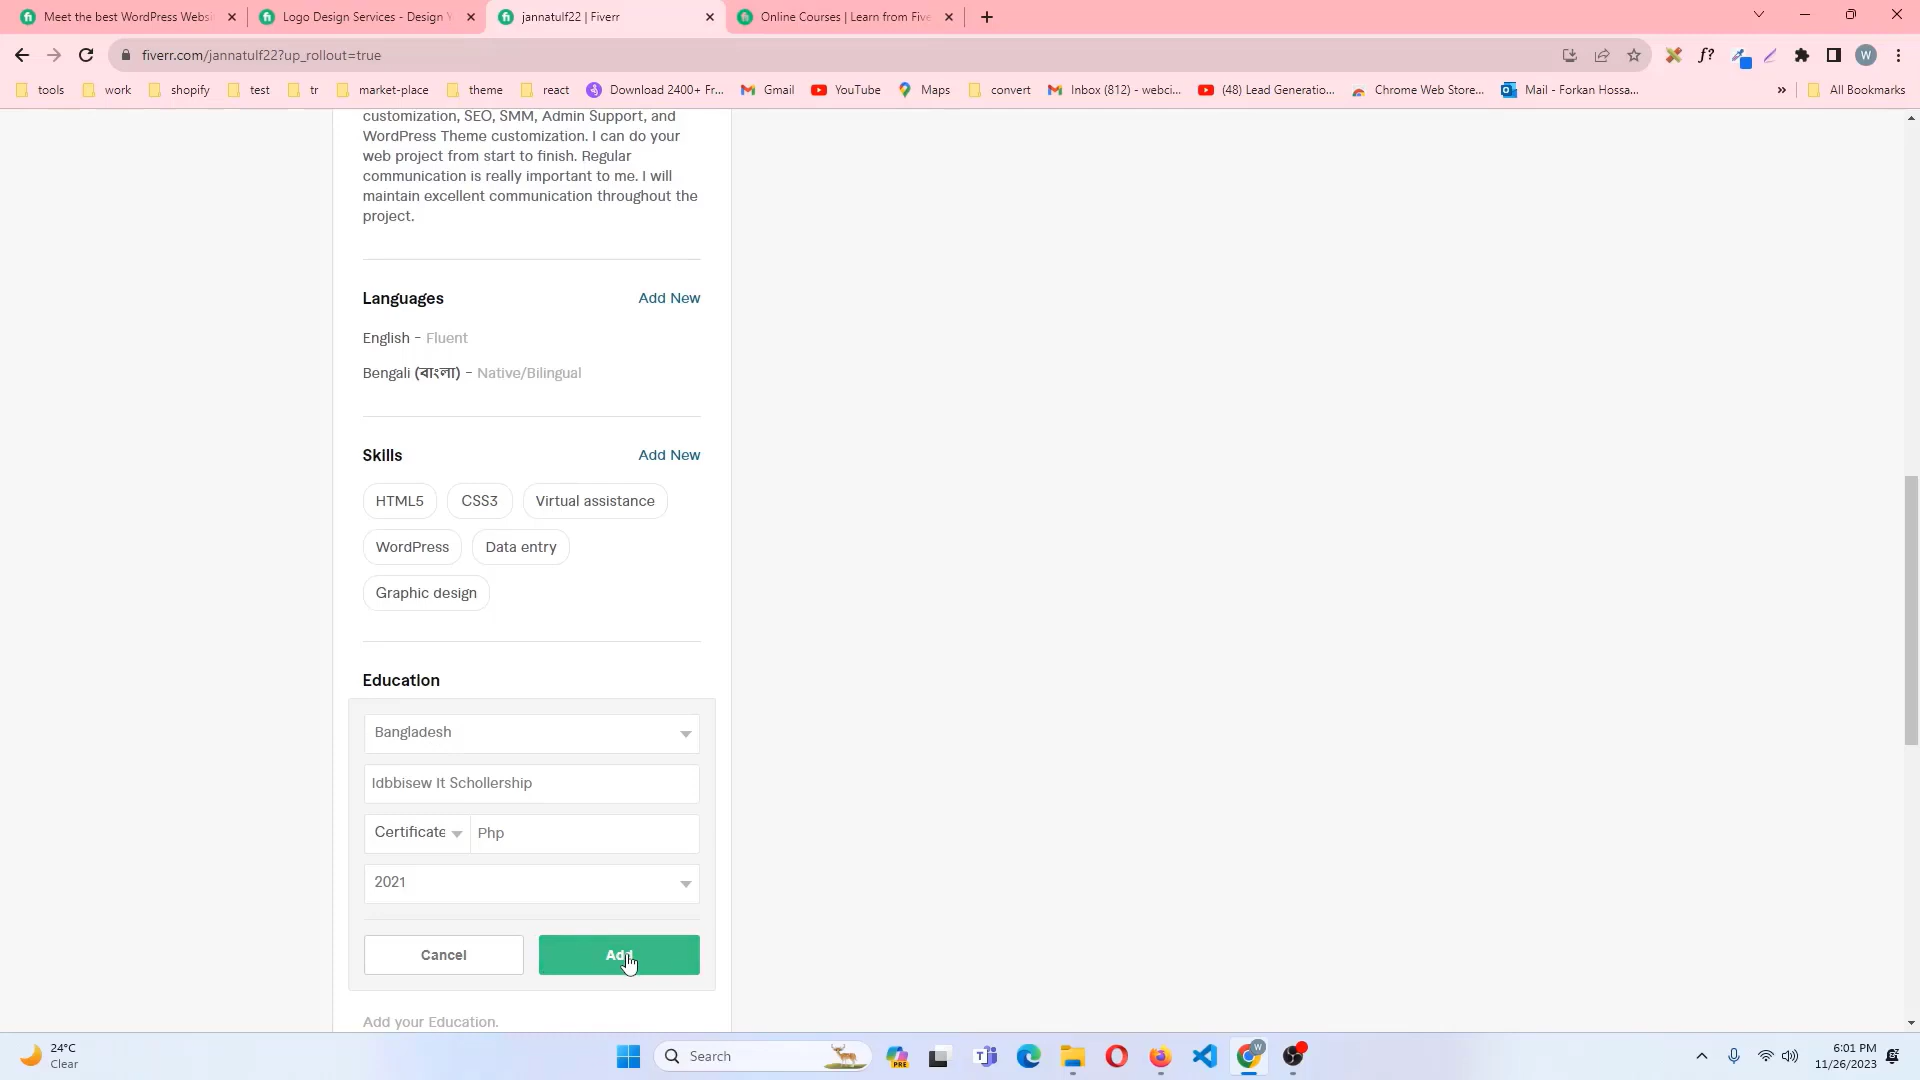 Meet the best WordPress Websi
Logo Design Services - Design Y
jannatulf22 | Fiverr
Online Courses | Learn from Five
fiverr.com/jannatulf22?up_rollout=true
f?
W
tools
work
shopify
test
tr
market-place
theme
react
Download 2400+ Fr...
Gmail
YouTube
Maps
convert
Inbox (812) - webci...
(48) Lead Generatio...
Chrome Web Store...
Mail - Forkan Hossa...
»
All Bookmarks
customization, SEO, SMM, Admin Support, and
WordPress Theme customization. I can do your
web project from start to finish. Regular
communication is really important to me. I will
maintain excellent communication throughout the
project.
Languages
Add New
English - Fluent
Bengali (বাংলা) - Native/Bilingual
Skills
Add New
HTML5
CSS3
Virtual assistance
WordPress
Data entry
Graphic design
Education
Bangladesh
Idbbisew It Schollership
Certificate
Php
2021
Cancel
Add
Add your Education.
24°C
Clear
Search
PRE
W
6:01 PM
11/26/2023